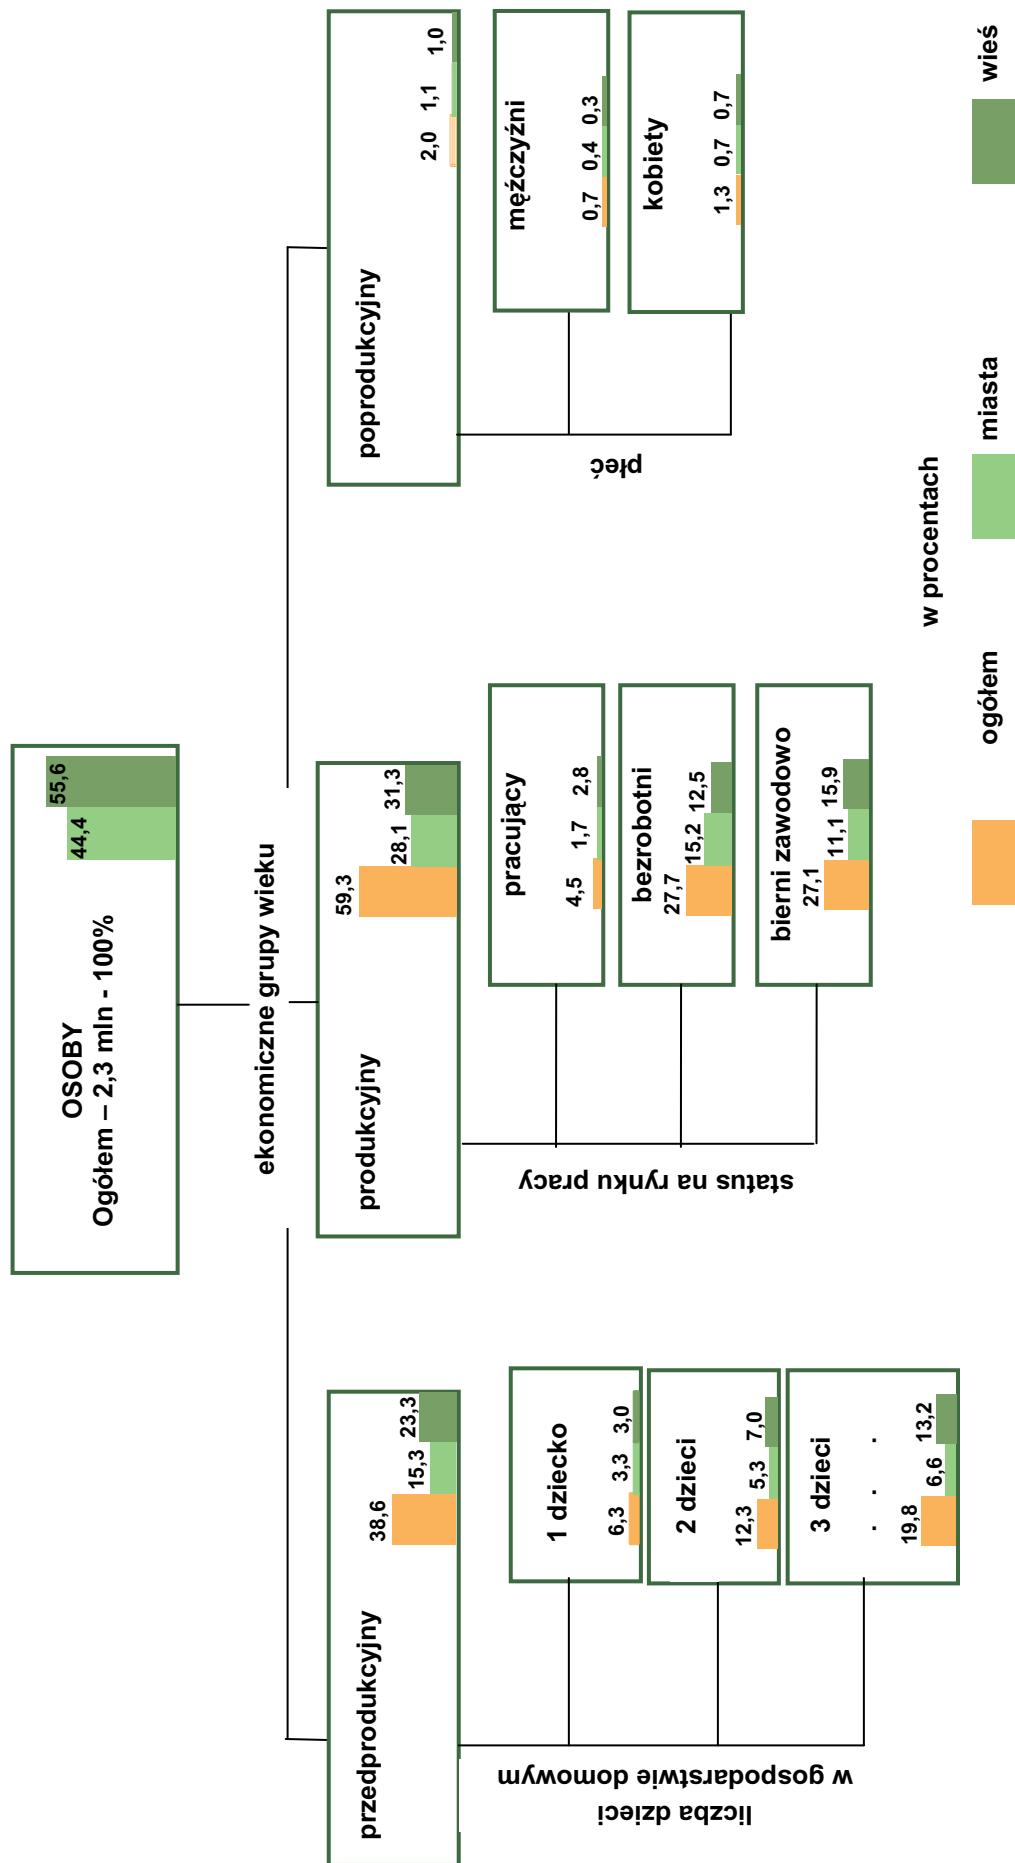 OSOBY
Ogółem – 2,3 mln - 100%
44,4
55,6
ekonomiczne grupy wieku
przedprodukcyjny
38,6
15,3
23,3
produkcyjny
59,3
28,1
31,3
poprodukcyjny
2,0
1,1
1,0
liczba dzieci
w gospodarstwie domowym
1 dziecko
6,3
3,3
3,0
2 dzieci
12,3
5,3
7,0
3 dzieci
. . .
19,8
6,6
13,2
status na rynku pracy
pracujący
4,5
1,7
2,8
bezrobotni
27,7
15,2
12,5
bierni zawodowo
27,1
11,1
15,9
płeć
mężczyźni
0,7
0,4
0,3
kobiety
1,3
0,7
0,7
w procentach
ogółem
miasta
wieś